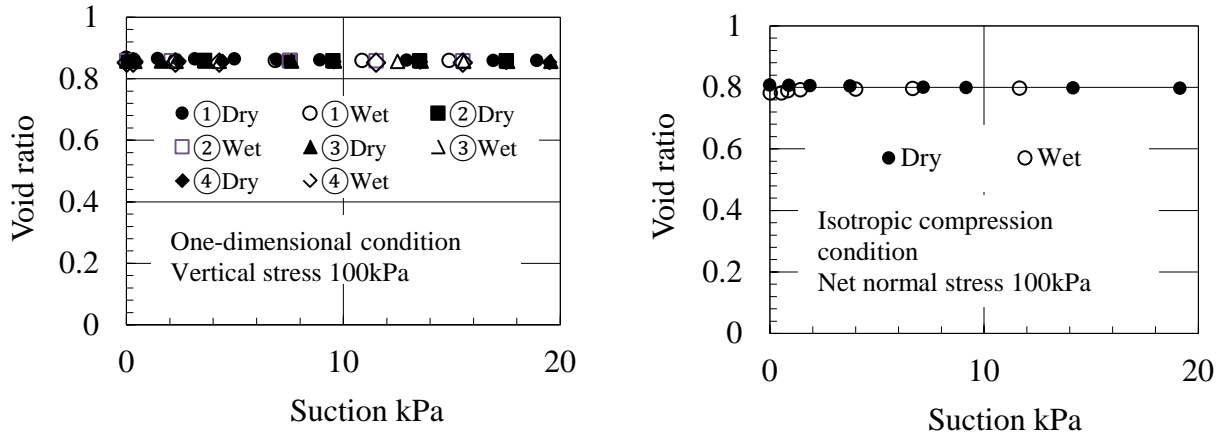 1
0.8
0.6
0.4
0.2
0
Void ratio
①Dry ①Wet ②Dry
②Wet ③Dry ③Wet
④Dry ④Wet
One-dimensional condition
Vertical stress 100kPa
0 10 20
Suction kPa
1
0.8
0.6
0.4
0.2
0
Void ratio
Dry Wet
Isotropic compression
condition
Net normal stress 100kPa
0 10 20
Suction kPa